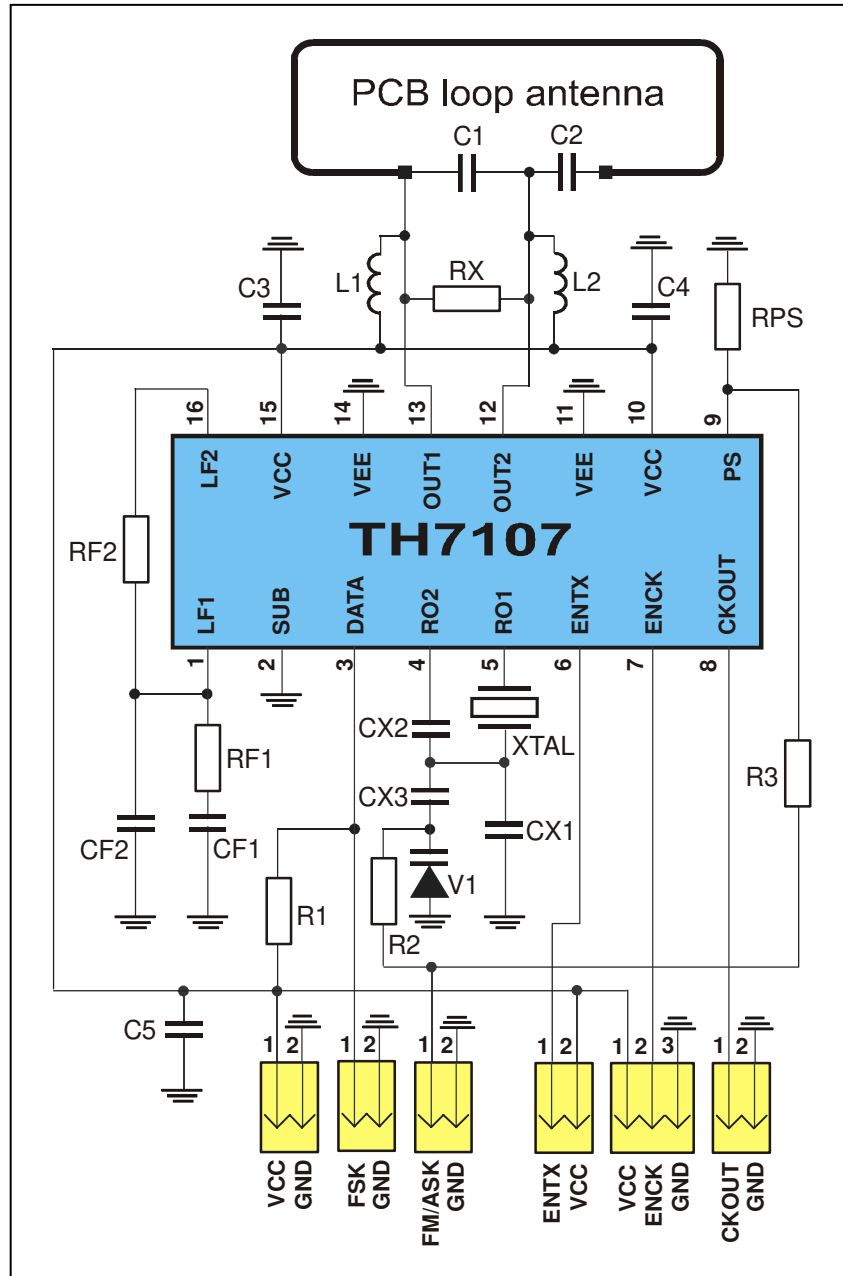 PCB loop antenna
C1
C2
C3
L1
RX
L2
C4
RPS
16
15
14
13
12
11
10
9
LF2
VCC
VEE
OUT1
OUT2
VEE
VCC
PS
TH7107
RF2
LF1
SUB
DATA
RO2
RO1
ENTX
ENCK
CKOUT
1
2
3
4
5
6
7
8
CX2
XTAL
RF1
CX3
R3
CF2
CF1
CX1
V1
R1
R2
C5
1 2
1 2
1 2
1 2
1 2 3
1 2
VCC
GND
FSK
GND
FM/ASK
GND
ENTX
VCC
VCC
ENCK
GND
CKOUT
GND